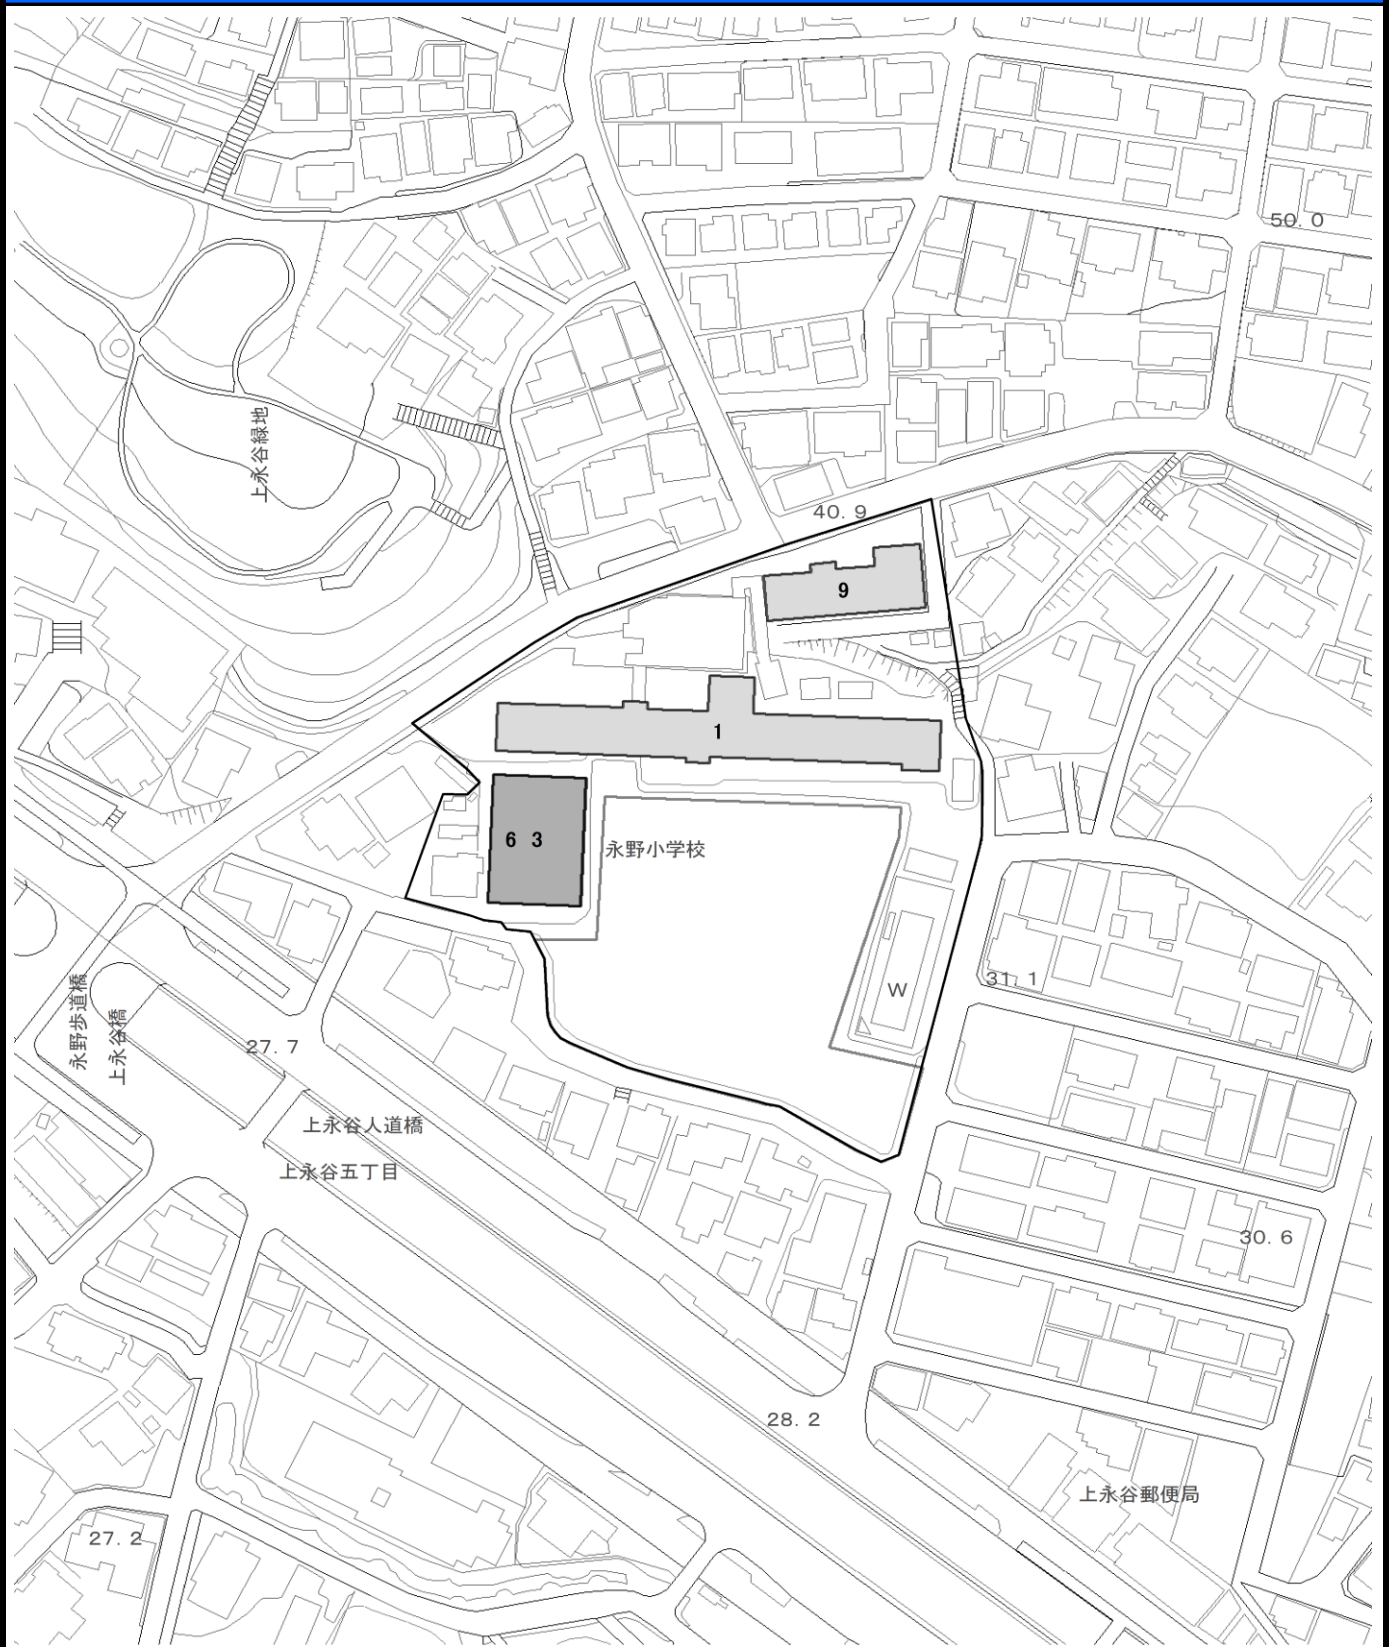 50. 0
上永谷緑地
40. 9
9
1
6 3
永野小学校
31. 1
W
永野歩道橋
上永谷橋
27. 7
上永谷人道橋
上永谷五丁目
30. 6
28. 2
上永谷郵便局
27. 2